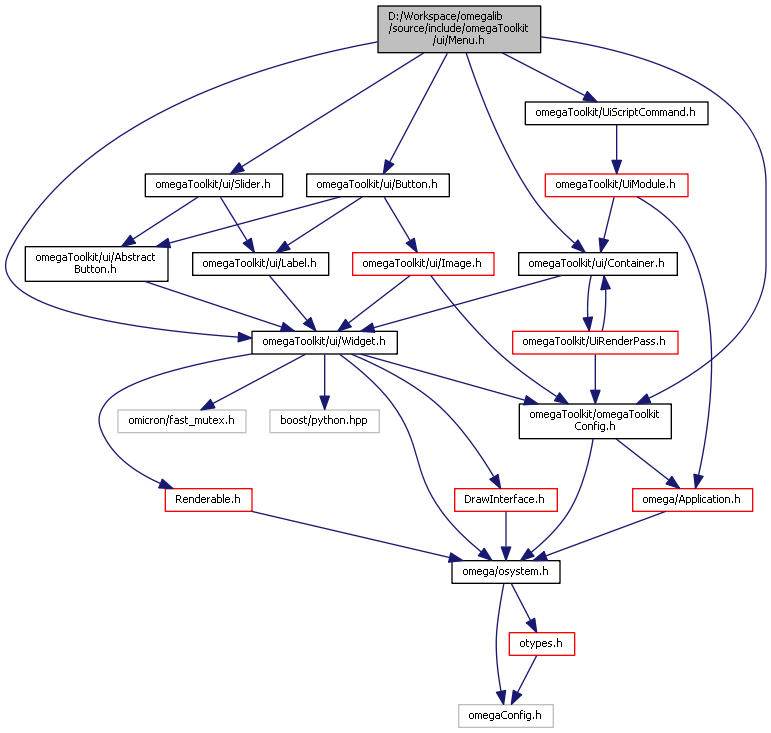 D:/Workspace/omegalib
/source/include/omegaToolkit
/ui/Menu.h
omegaToolkit/UiScriptCommand.h
omegaToolkit/ui/Slider.h
omegaToolkit/ui/Button.h
omegaToolkit/UiModule.h
omegaToolkit/ui/Abstract
Button.h
omegaToolkit/ui/Label.h
omegaToolkit/ui/Image.h
omegaToolkit/ui/Container.h
omegaToolkit/ui/Widget.h
omegaToolkit/UiRenderPass.h
omicron/fast_mutex.h
boost/python.hpp
omegaToolkit/omegaToolkit
Config.h
Renderable.h
DrawInterface.h
omega/Application.h
omega/osystem.h
otypes.h
omegaConfig.h